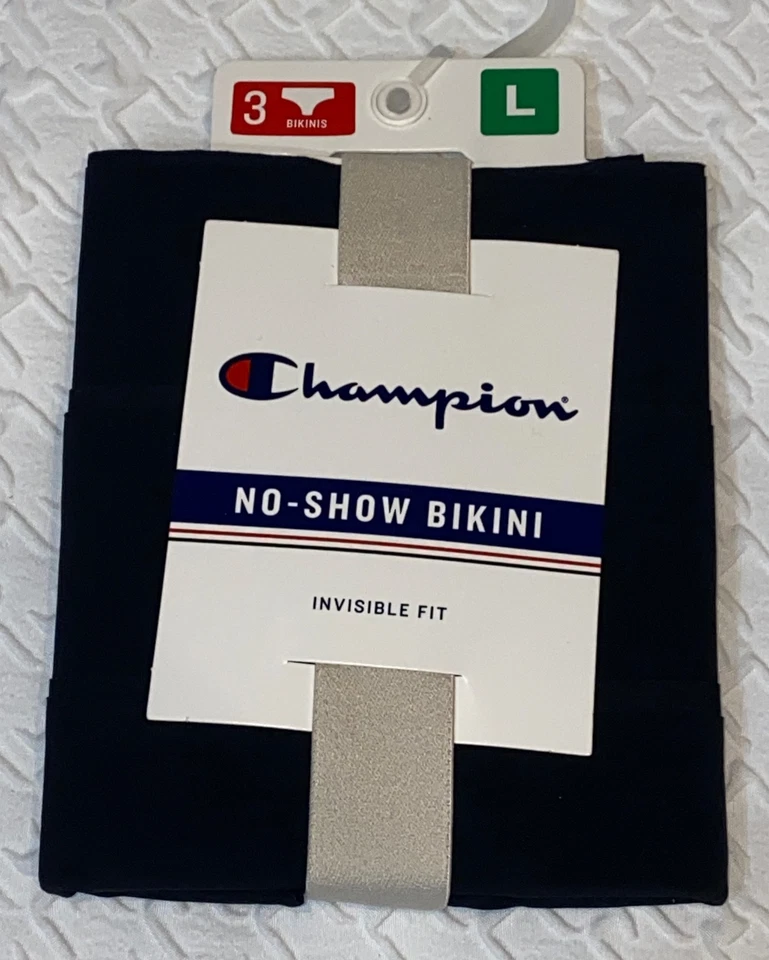 3
BIKINIS
L
Champion®
NO-SHOW BIKINI
INVISIBLE FIT